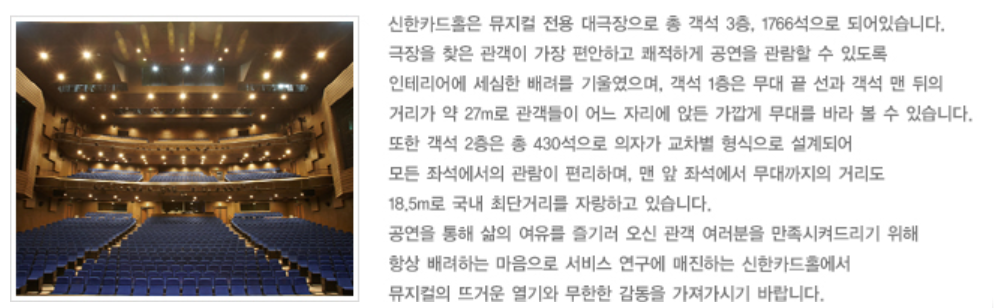 신한카드홀은 뮤지컬 전용 대극장으로 총 객석 3층, 1766석으로 되어있습니다.
극장을 찾은 관객이 가장 편안하고 쾌적하게 공연을 관람할 수 있도록
인테리어에 세심한 배려를 기울였으며, 객석 1층은 무대 끝 선과 객석 맨 뒤의
거리가 약 27m로 관객들이 어느 자리에 앉든 가깝게 무대를 바라 볼 수 있습니다.
또한 객석 2층은 총 430석으로 의자가 교차별 형식으로 설계되어
모든 좌석에서의 관람이 편리하며, 맨 앞 좌석에서 무대까지의 거리도
18.5m로 국내 최단거리를 자랑하고 있습니다.
공연을 통해 삶의 여유를 즐기러 오신 관객 여러분을 만족시켜드리기 위해
항상 배려하는 마음으로 서비스 연구에 매진하는 신한카드홀에서
뮤지컬의 뜨거운 열기와 무한한 감동을 가져가시기 바랍니다.